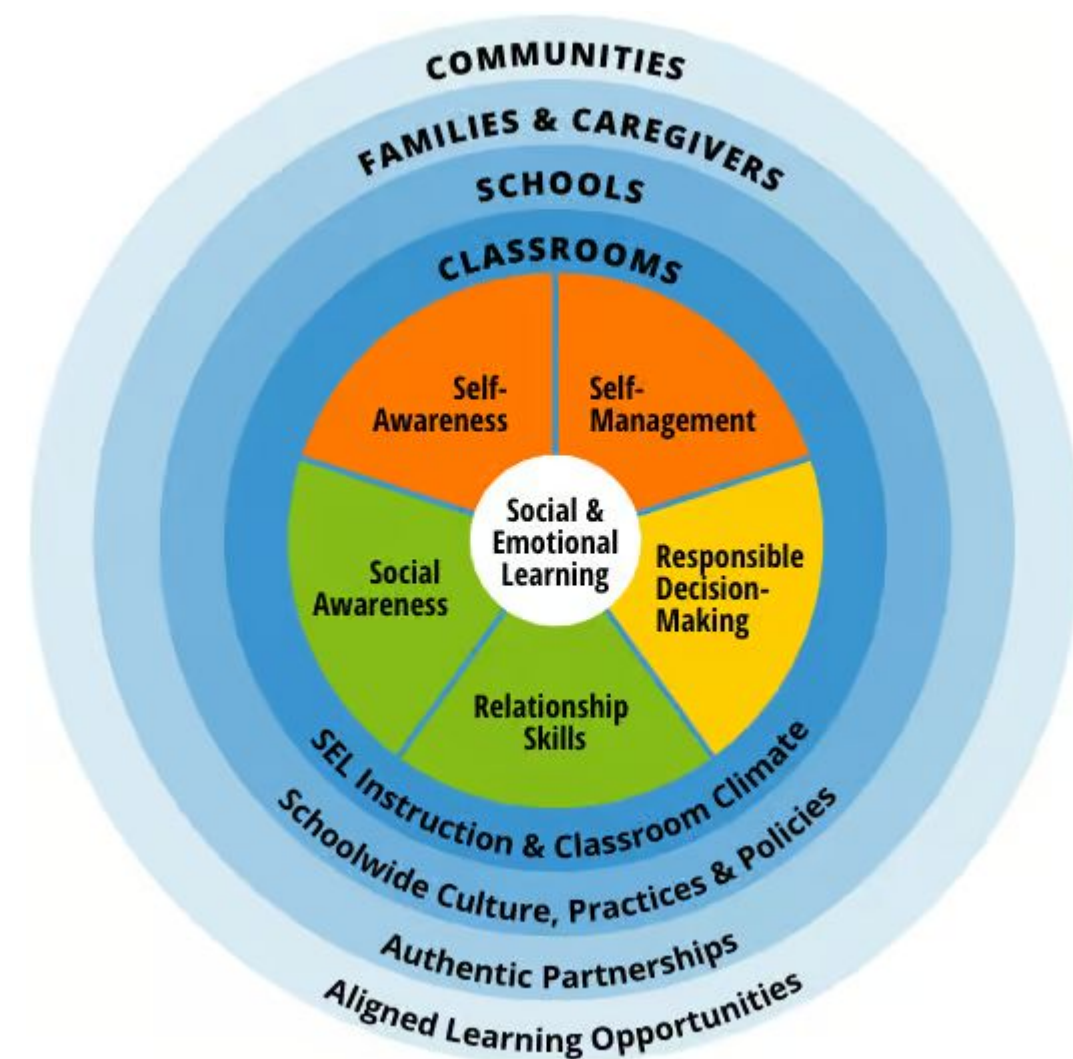 COMMUNITIES
FAMILIES & CAREGIVERS
SCHOOLS
CLASSROOMS
Self-
Awareness
Self-
Management
Social &
Emotional
Learning
Social
Awareness
Responsible
Decision-
Making
Relationship
Skills
SEL Instruction & Classroom Climate
Schoolwide Culture, Practices & Policies
Authentic Partnerships
Aligned Learning Opportunities